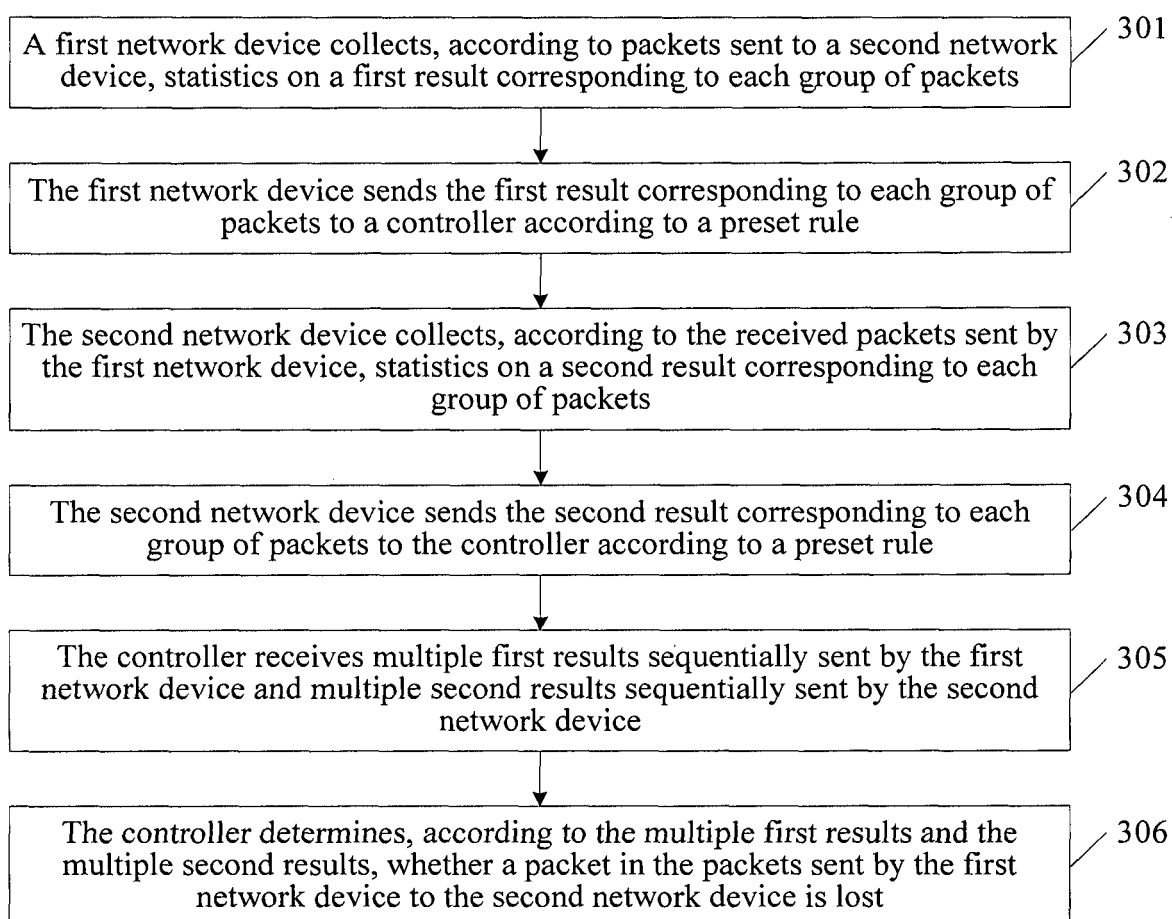 A first network device collects, according to packets sent to a second network
device, statistics on a first result corresponding to each group of packets
301
The first network device sends the first result corresponding to each group of
packets to a controller according to a preset rule
302
The second network device collects, according to the received packets sent by
the first network device, statistics on a second result corresponding to each
group of packets
303
The second network device sends the second result corresponding to each
group of packets to the controller according to a preset rule
304
The controller receives multiple first results sequentially sent by the first
network device and multiple second results sequentially sent by the second
network device
305
The controller determines, according to the multiple first results and the
multiple second results, whether a packet in the packets sent by the first
network device to the second network device is lost
306